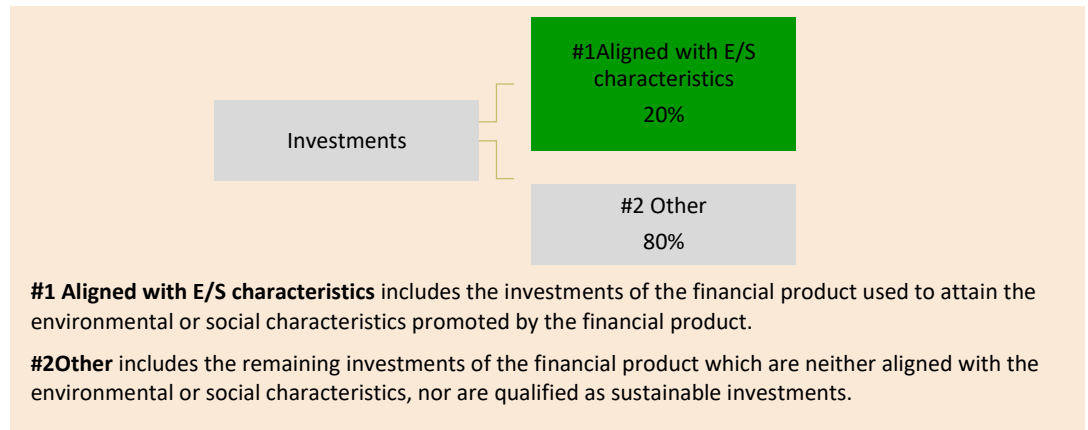 #1Aligned with E/S
characteristics
20%
Investments
#2 Other
80%
#1 Aligned with E/S characteristics includes the investments of the financial product used to attain the
environmental or social characteristics promoted by the financial product.
#2Other includes the remaining investments of the financial product which are neither aligned with the
environmental or social characteristics, nor are qualified as sustainable investments.